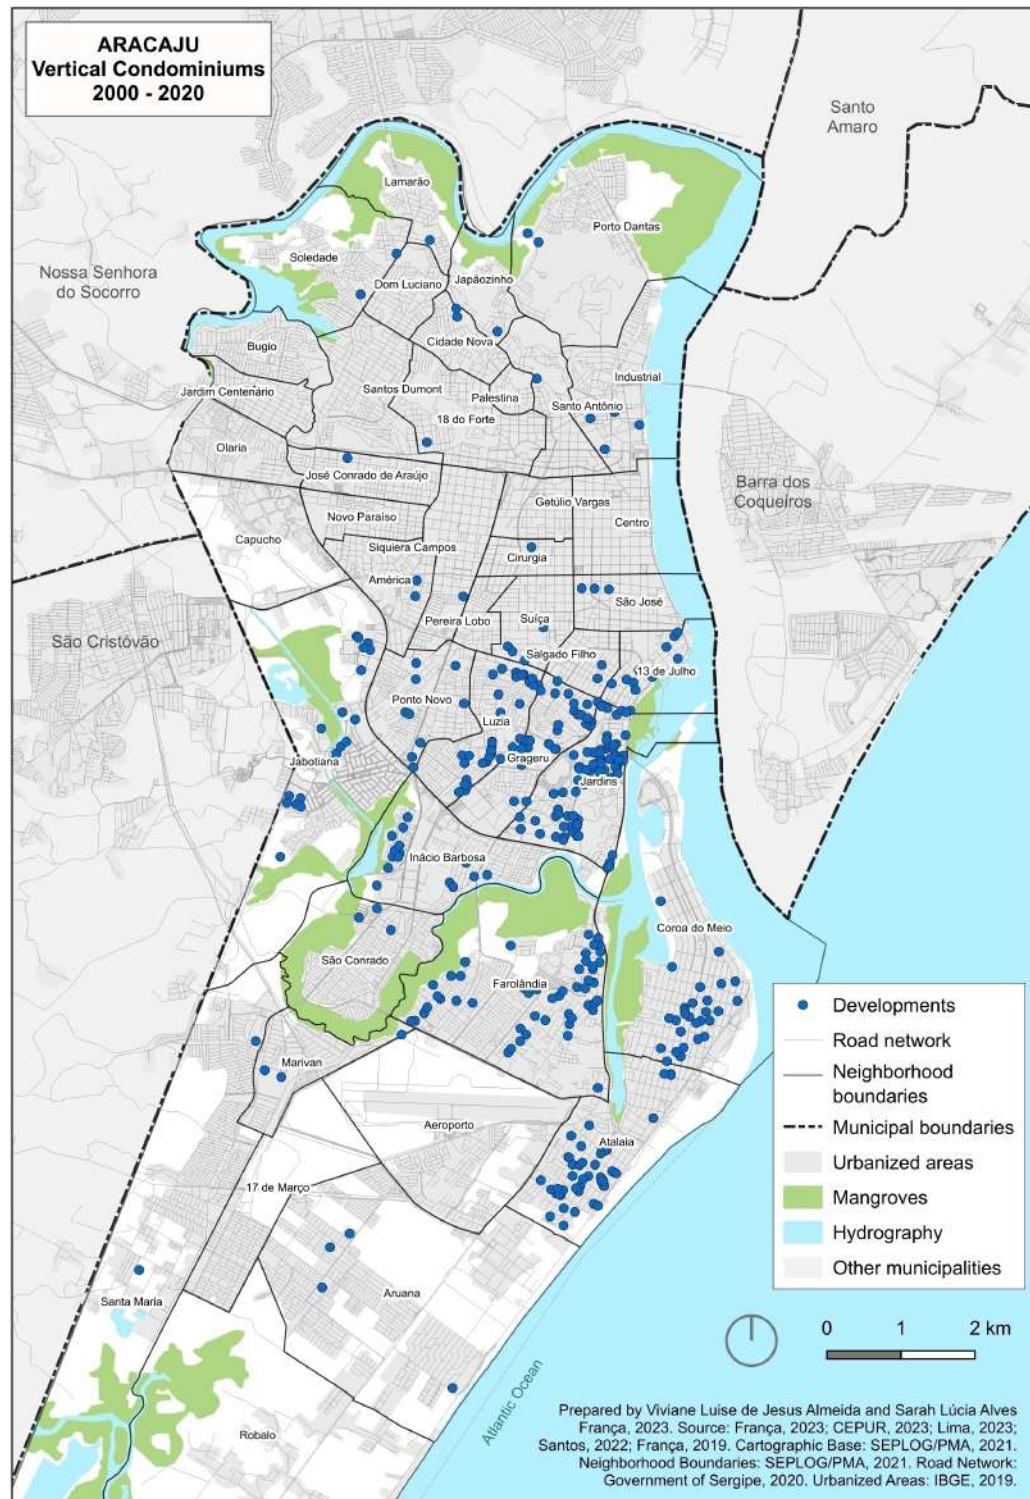 ARACAJU
Vertical Condominiums
2000 - 2020
Santo
Amaro
Lamarão
Porto Dantas
Soledade
Nossa Senhora
do Socorro
Dom Luciano
Japãozinho
Bugio
Cidade Nova
Industrial
Jardim Centenário
Santos Dumont
Palestina
Santo Antônio
18 do Forte
Olaria
José Conrado de Araújo
Barra dos
Coqueiros
Getúlio Vargas
Novo Paraíso
Centro
Capucho
Siquiera Campos
Cirurgia
América
São José
Pereira Lobo
Suíça
São Cristóvão
Salgado Filho
13 de Julho
Ponto Novo
Luzia
Jabotiana
Grageru
Jardins
Inácio Barbosa
Coroa do Meio
São Conrado
Farolândia
Marivan
Aeroporto
Atalaia
17 de Março
Aruana
Santa Maria
Robalo
Atlantic Ocean
Developments
Road network
Neighborhood
boundaries
Municipal boundaries
Urbanized areas
Mangroves
Hydrography
Other municipalities
0 1 2 km
Prepared by Viviane Luise de Jesus Almeida and Sarah Lúcia Alves
França, 2023. Source: França, 2023; CEPUR, 2023; Lima, 2023;
Santos, 2022; França, 2019. Cartographic Base: SEPLOG/PMA, 2021.
Neighborhood Boundaries: SEPLOG/PMA, 2021. Road Network:
Government of Sergipe, 2020. Urbanized Areas: IBGE, 2019.